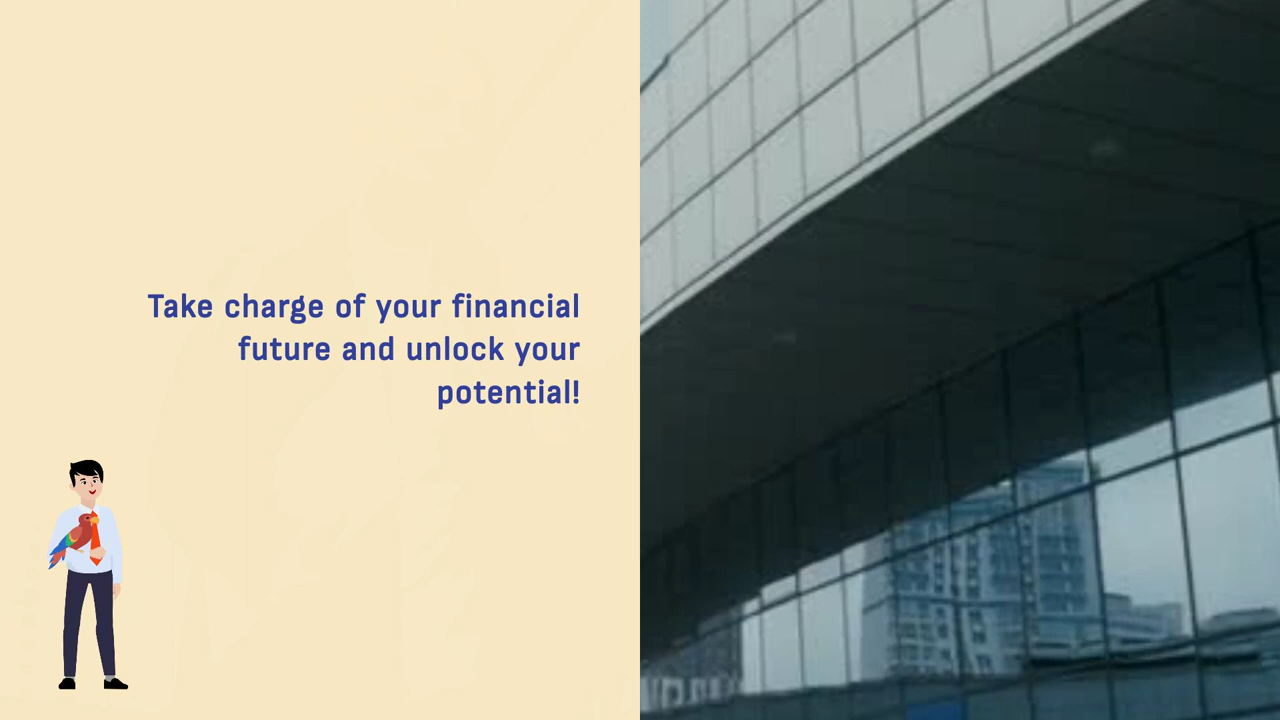 Take charge of your financial
future and unlock your
potential!